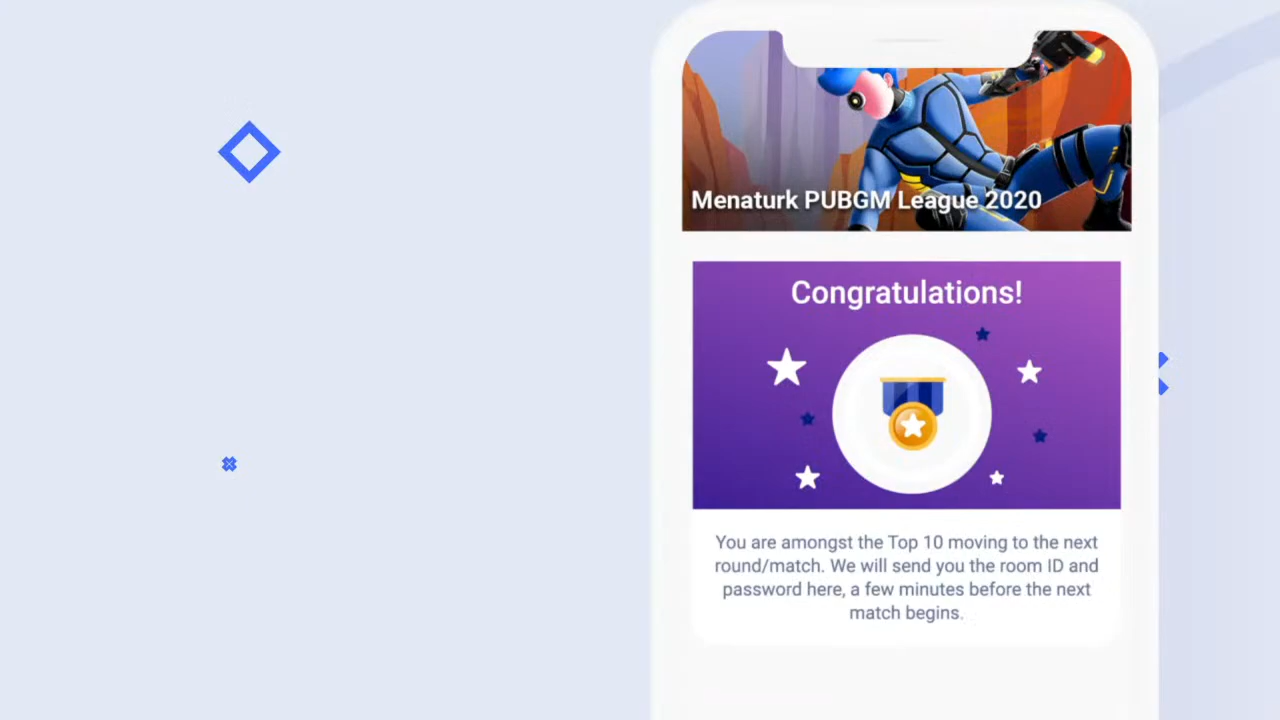 Menaturk PUBGM League 2020
Congratulations!
You are amongst the Top 10 moving to the next
round/match. We will send you the room ID and
password here, a few minutes before the next
match begins.